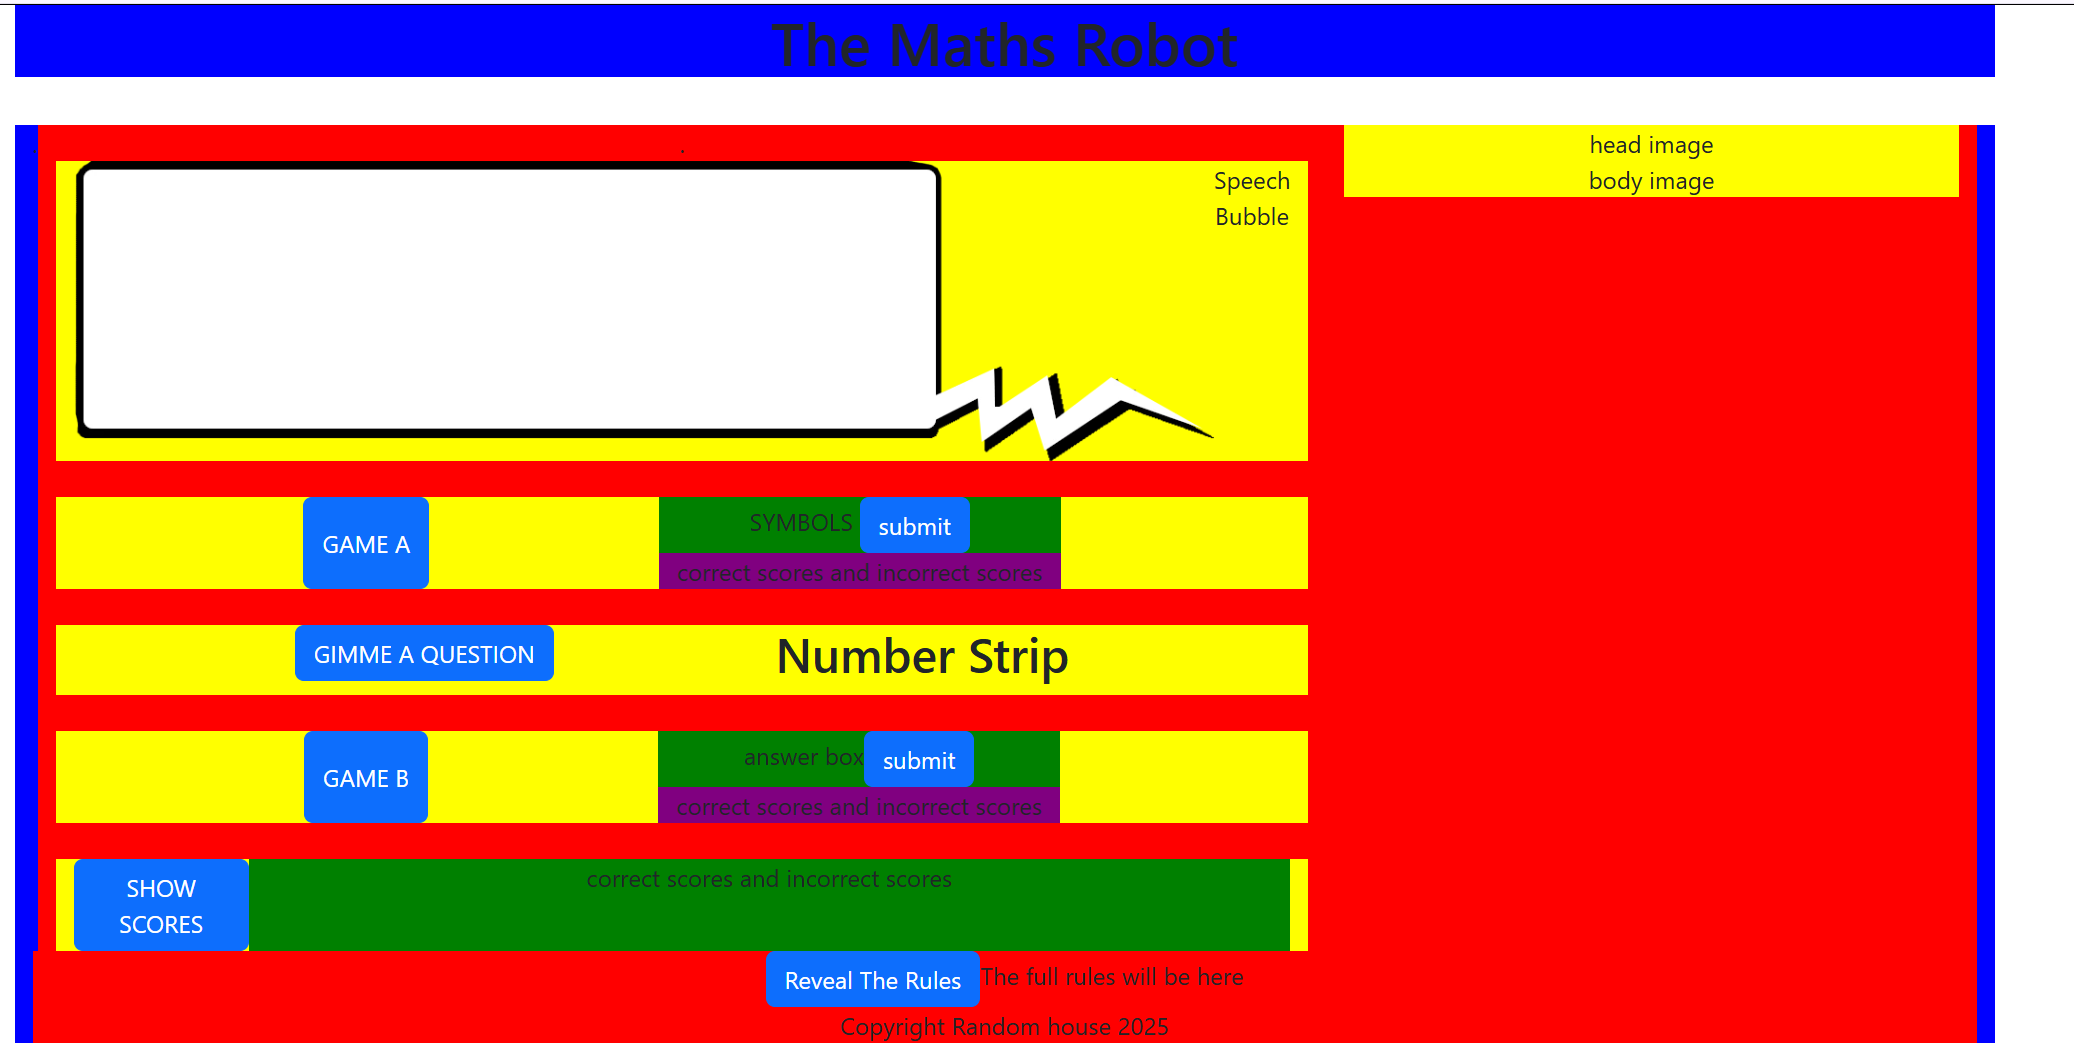 The Maths Robot
head image
body image
Speech
Bubble
GAME A
SYMBOLS submit
correct scores and incorrect scores
GIMME A QUESTION
Number Strip
GAME B
answer box submit
correct scores and incorrect scores
SHOW
SCORES
correct scores and incorrect scores
Reveal The Rules The full rules will be here
Copyright Random house 2025